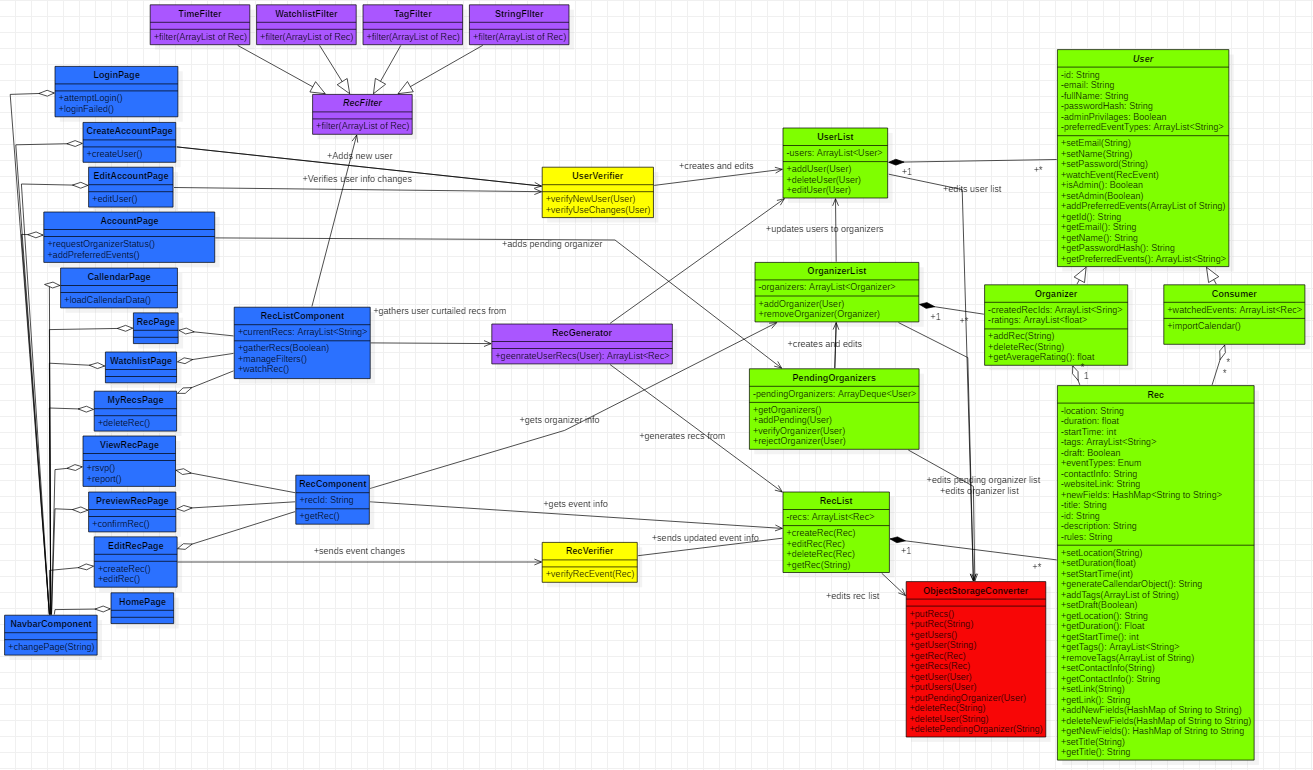 TimeFilter
+filter(ArrayList of Rec)
WatchlistFilter
+filter(ArrayList of Rec)
TagFilter
+filter(ArrayList of Rec)
StringFIlter
+filter(ArrayList of Rec)
RecFilter
+filter(ArrayList of Rec)
LoginPage
+attemptLogin()
+loginFailed()
CreateAccountPage
+createUser()
EditAccountPage
+editUser()
AccountPage
+requestOrganizerStatus()
+addPreferredEvents()
CallendarPage
+loadCallendarData()
RecPage
WatchlistPage
MyRecsPage
+deleteRec()
ViewRecPage
+rsvp()
+report()
PreviewRecPage
+confirmRec()
EditRecPage
+createRec()
+editRec()
HomePage
NavbarComponent
+changePage(String)
RecListComponent
+currentRecs: ArrayList<String>
+gatherRecs(Boolean)
+manageFilters()
+watchRec()
RecComponent
+recId: String
+getRec()
+Adds new user
+Verifies user info changes
+adds pending organizer
+gathers user curtailed recs from
+gets organizer info
+gets event info
+sends event changes
UserVerifier
+verifyNewUser(User)
+verifyUseChanges(User)
RecGenerator
+geenrateUserRecs(User): ArrayList<Rec>
RecVerifier
+verifyRecEvent(Rec)
+creates and edits
+updates users to organizers
+creates and edits
+generates recs from
+sends updated event info
UserList
-users: ArrayList<User>
+addUser(User)
+deleteUser(User)
+editUser(User)
+1
+*
+edits user list
OrganizerList
-organizers: ArrayList<Organizer>
+addOrganizer(User)
+removeOrganizer(Organizer)
+1
+*
PendingOrganizers
-pendingOrganizers: ArrayDeque<User>
+getOrganizers()
+addPending(User)
+verifyOrganizer(User)
+rejectOrganizer(User)
+edits pending organizer list
+edits organizer list
RecList
-recs: ArrayList<Rec>
+createRec(Rec)
+editRec(Rec)
+deleteRec(Rec)
+getRec(String)
+1
+*
+edits rec list
ObjectStorageConverter
+putRecs()
+putRec(String)
+getUsers()
+getUser(String)
+getRec(Rec)
+getRecs(Rec)
+getUser(User)
+putUsers(User)
+putPendingOrganizer(User)
+deleteRec(String)
+deleteUser(String)
+deletePendingOrganizer(String)
User
-id: String
-email: String
-fullName: String
-passwordHash: String
-adminPrivilages: Boolean
-preferredEventTypes: ArrayList<String>
+setEmail(String)
+setName(String)
+setPassword(String)
+watchEvent(RecEvent)
+isAdmin(): Boolean
+setAdmin(Boolean)
+addPreferredEvents(ArrayList of String)
+getId(): String
+getEmail(): String
+getName(): String
+getPasswordHash(): String
+getPreferredEvents(): ArrayList<String>
Organizer
-createdRecIds: ArrayList<Sring>
-ratings: ArrayList<float>
+addRec(String)
+deleteRec(String)
+getAverageRating(): float
*
1
Consumer
+watchedEvents: ArrayList<Rec>
+importCalendar()
*
*
Rec
-location: String
-duration: float
-startTime: int
-tags: ArrayList<String>
-draft: Boolean
+eventTypes: Enum
-contactInfo: String
-websiteLink: String
+newFields: HashMap<String to String>
-title: String
-id: String
-description: String
-rules: String
+setLocation(String)
+setDuration(float)
+setStartTime(int)
+generateCallendarObject(): String
+addTags(ArrayList of String)
+setDraft(Boolean)
+getLocation(): String
+getDuration(): Float
+getStartTime(): int
+getTags(): ArrayList<String>
+removeTags(ArrayList of String)
+setContactInfo(String)
+getContactInfo(): String
+setLink(String)
+getLink(): String
+addNewFields(HashMap of String to String)
+deleteNewFields(HashMap of String to String)
+getNewFields(): HashMap of String to String
+setTitle(String)
+getTitle(): String